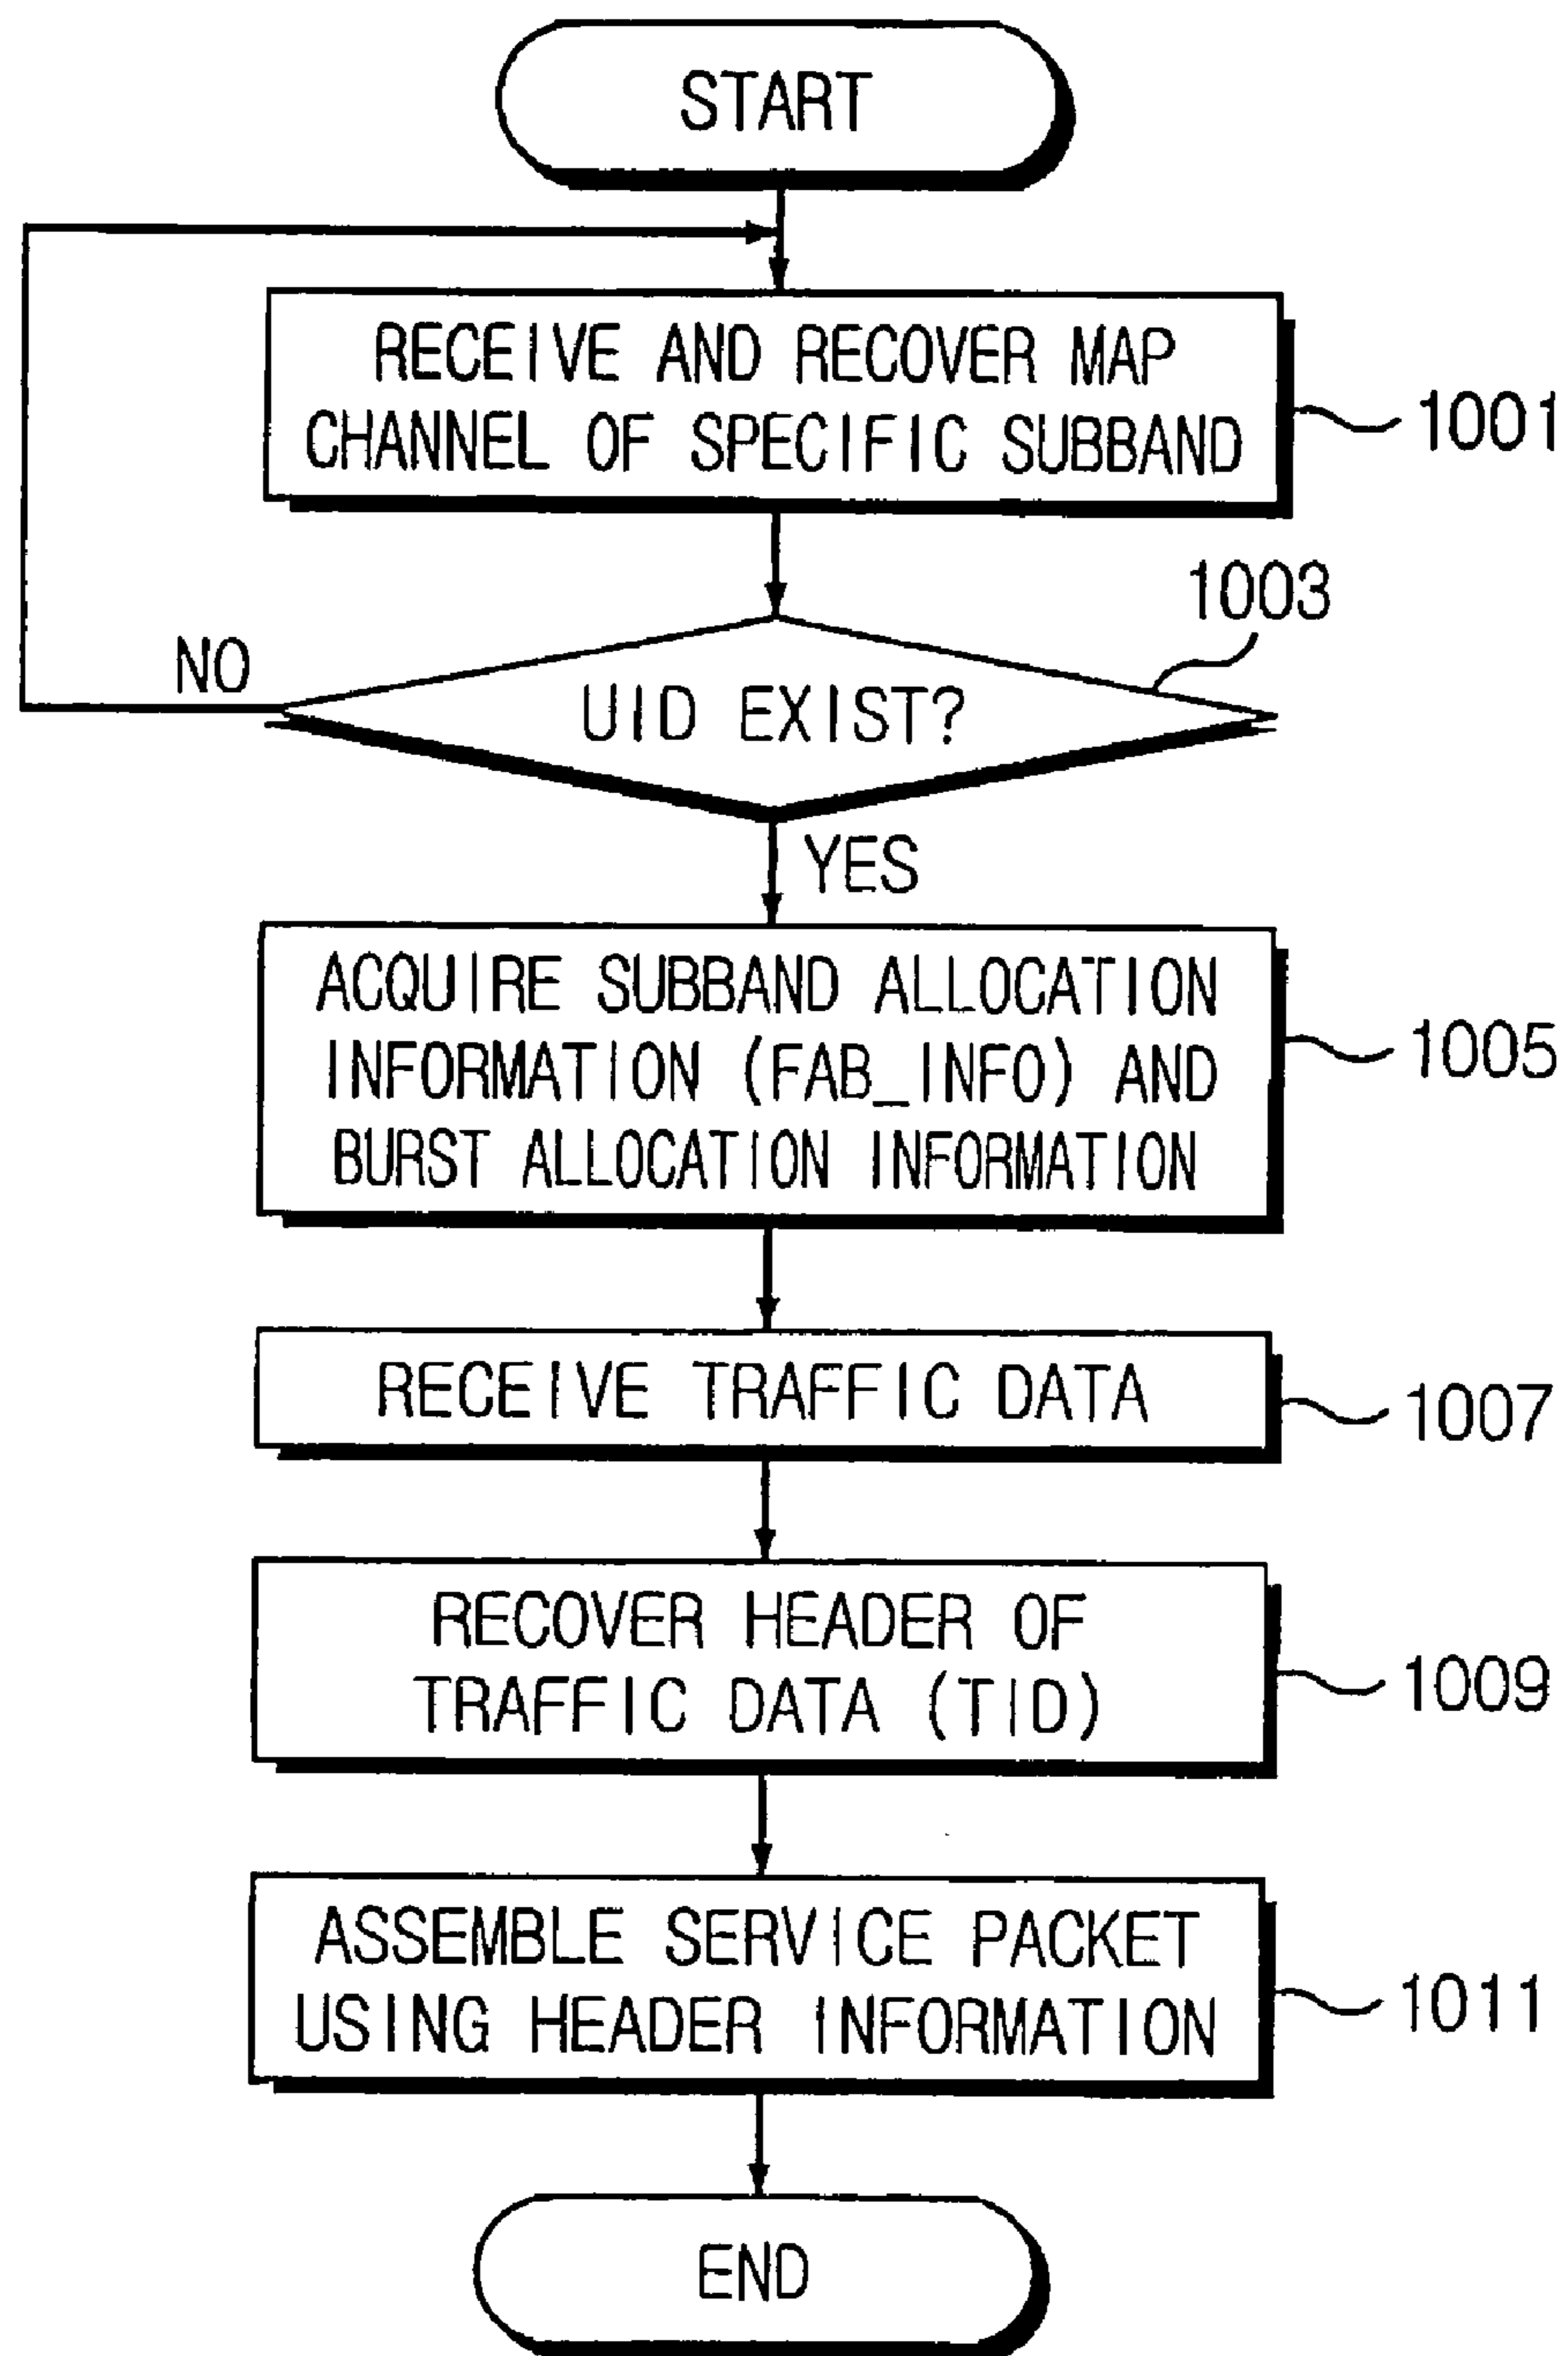 START
RECEIVE AND RECOVER MAP
CHANNEL OF SPECIFIC SUBBAND
1001
1003
NO
UID EXIST?
YES
ACQUIRE SUBBAND ALLOCATION
INFORMATION (FAB_INFO) AND
BURST ALLOCATION INFORMATION
1005
RECEIVE TRAFFIC DATA
1007
RECOVER HEADER OF
TRAFFIC DATA (TID)
1009
ASSEMBLE SERVICE PACKET
USING HEADER INFORMATION
1011
END